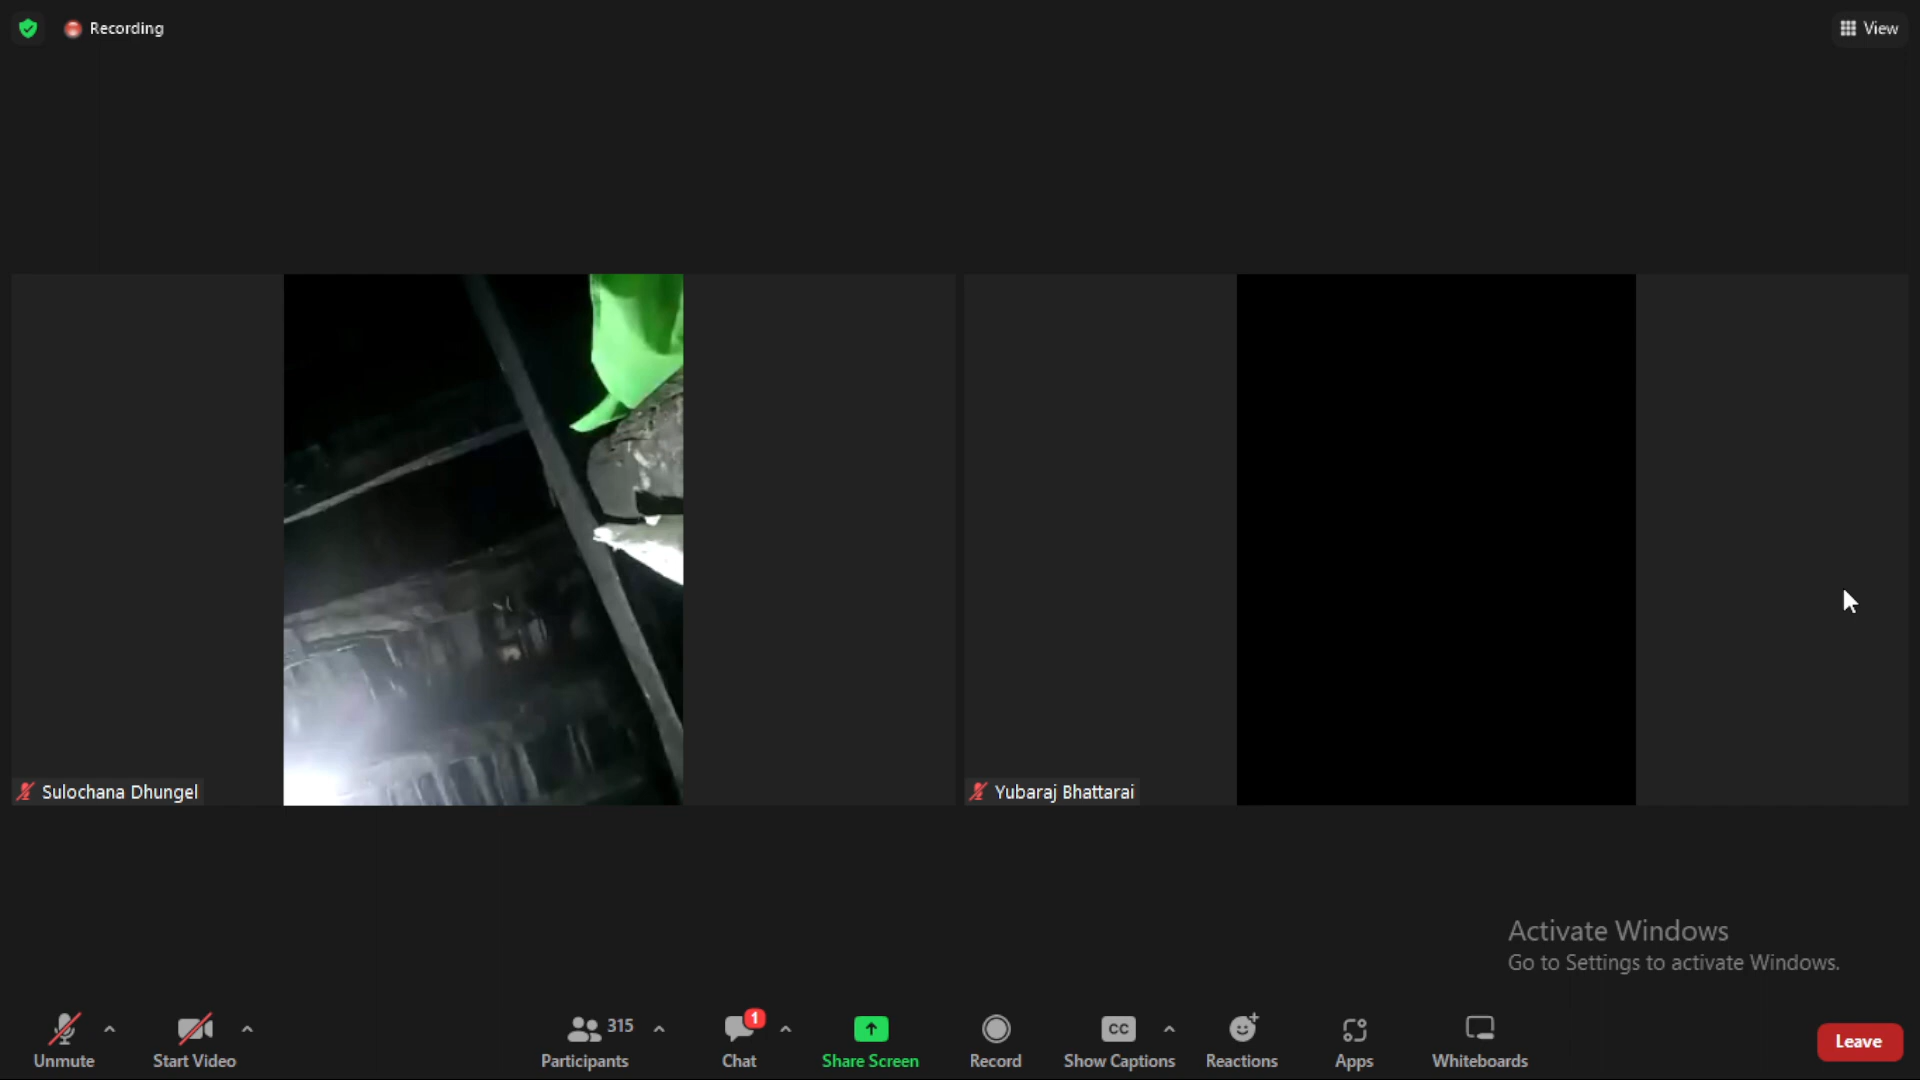 Recording
View
Sulochana Dhungel
Yubaraj Bhattarai
Activate Windows
Go to Settings to activate Windows.
Unmute
Start Video
315
Participants
1
Chat
Share Screen
Record
CC
Show Captions
Reactions
Apps
Whiteboards
Leave